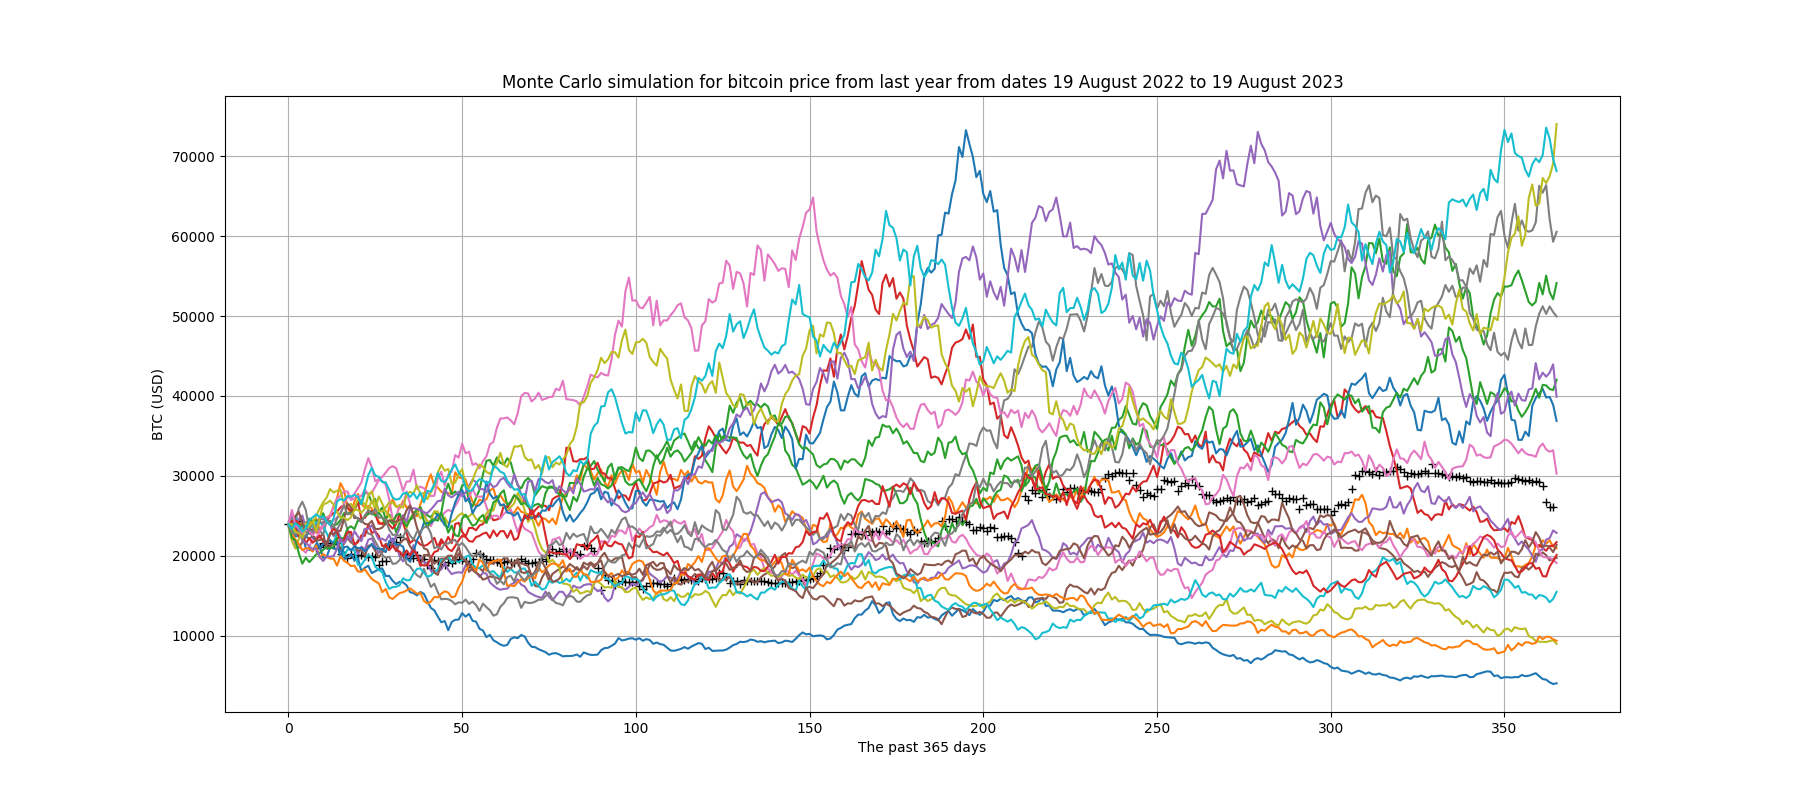 Monte Carlo simulation for bitcoin price from last year from dates 19 August 2022 to 19 August 2023
70000
60000
50000
40000
30000
20000
10000
BTC (USD)
0 50 100 150 200 250 300 350
The past 365 days